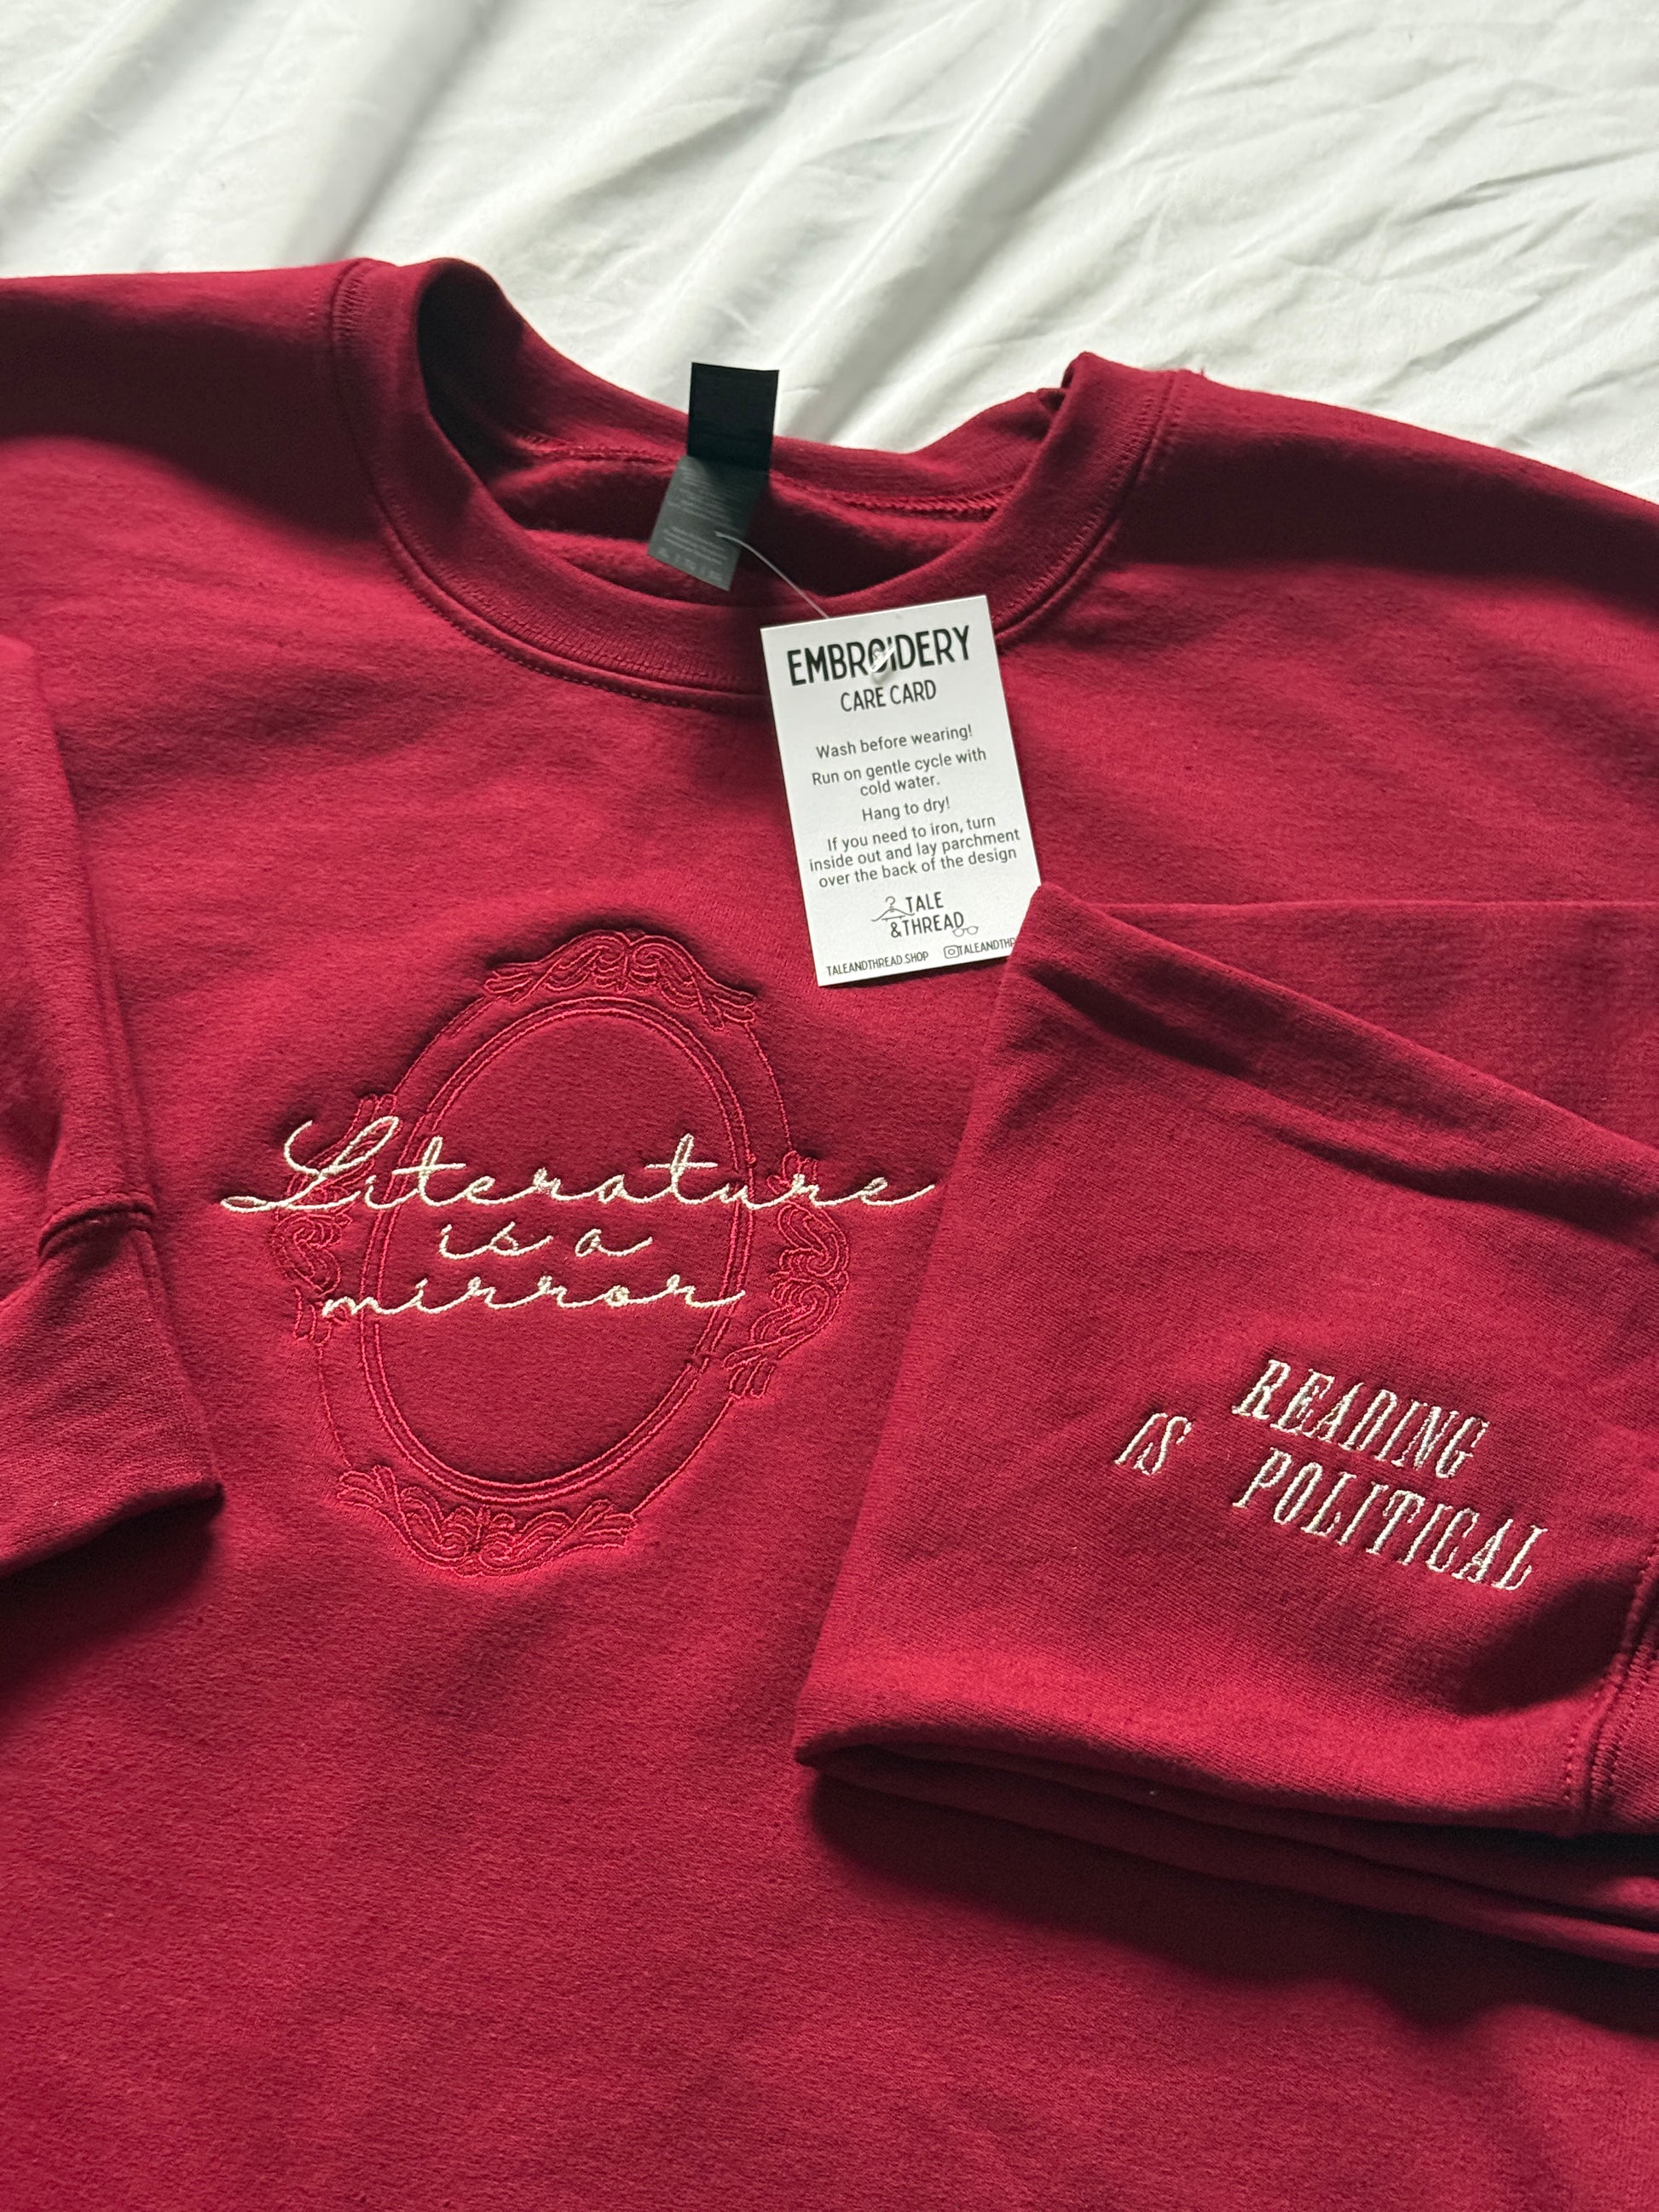 EMBROIDERY
CARE CARD
Wash before wearing!
Run on gentle cycle with
cold water.
Hang to dry!
If you need to iron, turn
inside out and lay parchment
over the back of the design
TALE
&THREAD
TALEANDTHREAD.SHOP
Literature
is a
mirror
READING
IS POLITICAL